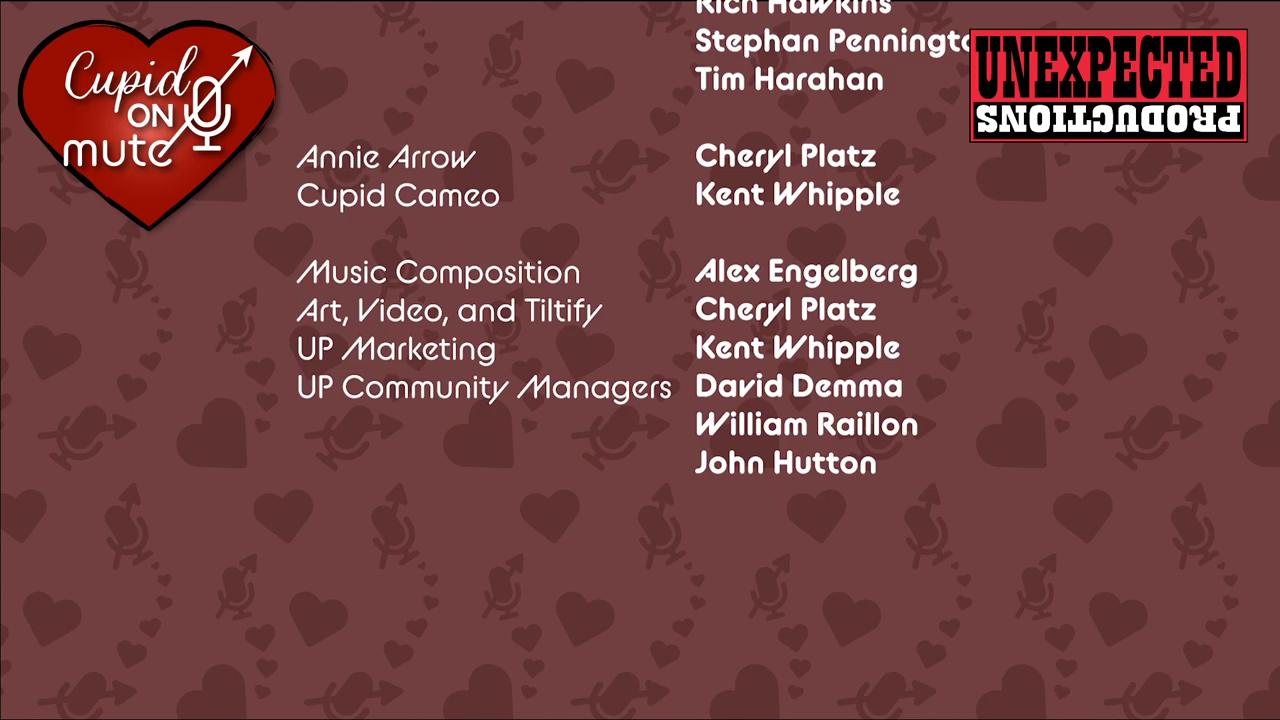 Cupid
ON
mute
UNEXPECTED
PRODUCTIONS
Rich Hawkins
Stephan Penningto
Tim Harahan
Annie Arrow Cheryl Platz
Cupid Cameo Kent Whipple
Music Composition Alex Engelberg
Art, Video, and Tiltify Cheryl Platz
UP Marketing Kent Whipple
UP Community Managers David Demma
William Raillon
John Hutton